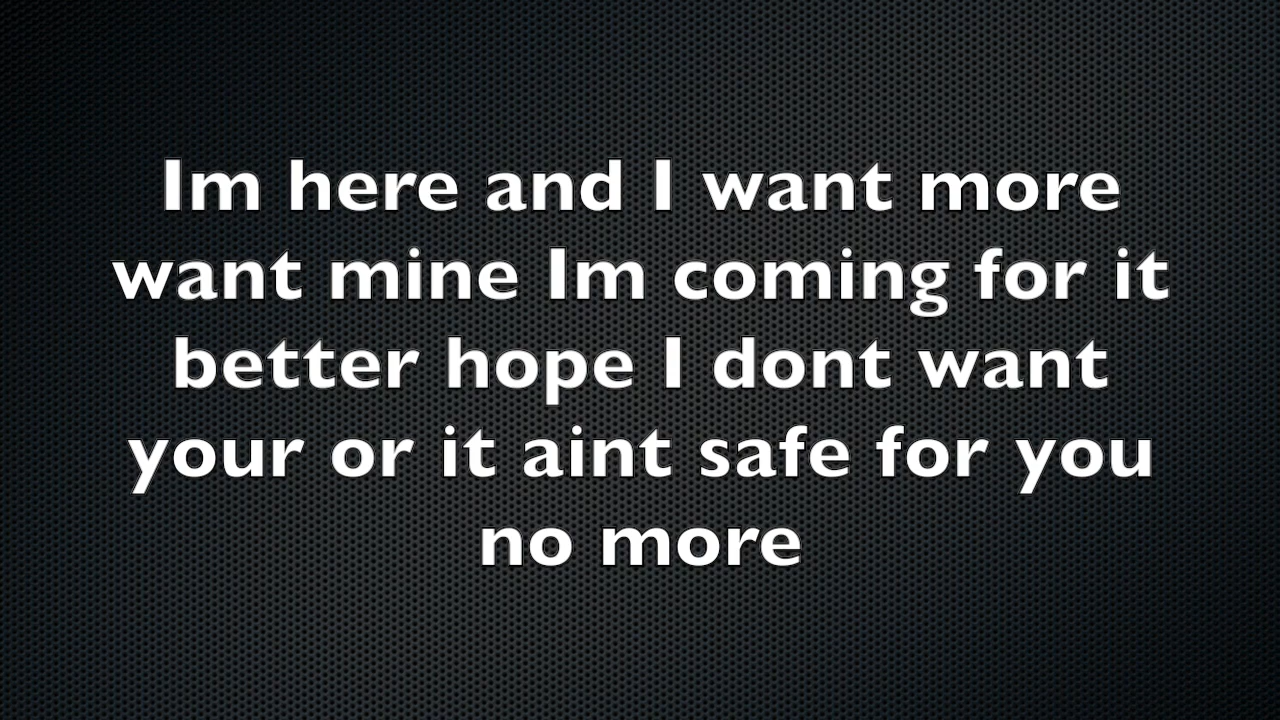 Im here and I want more
want mine Im coming for it
better hope I dont want
your or it aint safe for you
no more